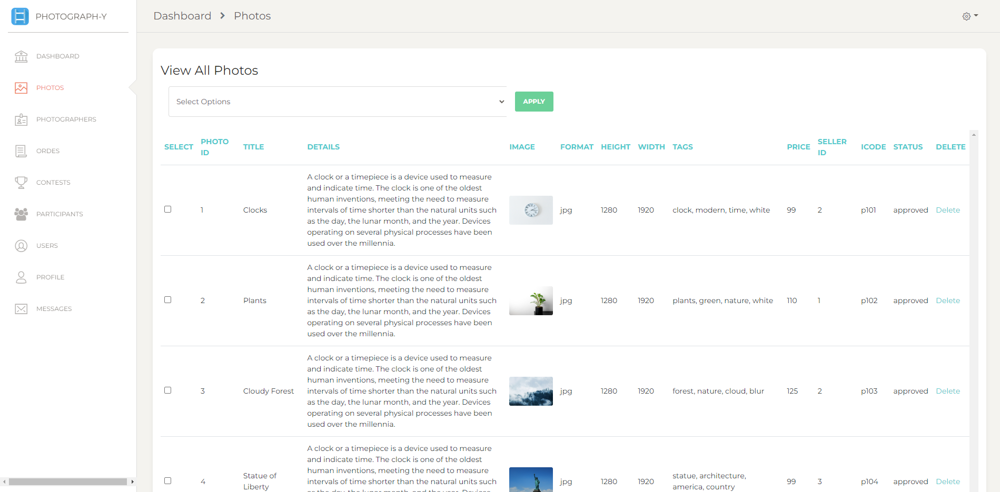 PHOTOGRAPH-Y
DASHBOARD
PHOTOS
PHOTOGRAPHERS
ORDES
CONTESTS
PARTICIPANTS
USERS
PROFILE
MESSAGES
Dashboard > Photos
View All Photos
Select Options
APPLY
SELECT PHOTO ID TITLE DETAILS IMAGE FORMAT HEIGHT WIDTH TAGS PRICE SELLER ID ICODE STATUS DELETE
A clock or a timepiece is a device used to measure
and indicate time. The clock is one of the oldest
human inventions, meeting the need to measure
1 Clocks intervals of time shorter than the natural units such jpg 1280 1920 clock, modern, time, white 99 2 p101 approved Delete
as the day, the lunar month, and the year. Devices
operating on several physical processes have been
used over the millennia.
A clock or a timepiece is a device used to measure
and indicate time. The clock is one of the oldest
human inventions, meeting the need to measure
2 Plants intervals of time shorter than the natural units such jpg 1280 1920 plants, green, nature, white 110 1 p102 approved Delete
as the day, the lunar month, and the year. Devices
operating on several physical processes have been
used over the millennia.
A clock or a timepiece is a device used to measure
and indicate time. The clock is one of the oldest
human inventions, meeting the need to measure
3 Cloudy Forest intervals of time shorter than the natural units such jpg 1280 1920 forest, nature, cloud, blur 125 2 p103 approved Delete
as the day, the lunar month, and the year. Devices
operating on several physical processes have been
used over the millennia.
A clock or a timepiece is a device used to measure
and indicate time. The clock is one of the oldest
human inventions, meeting the need to measure
4 Statue of Liberty intervals of time shorter than the natural units such jpg 1280 1920 statue, architecture, america, country 99 3 p104 approved Delete
as the day, the lunar month, and the year. Devices